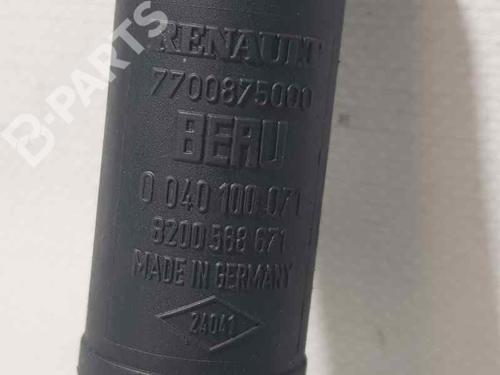 B-PARTS
RENAULT
7700875000
BERU
0 040 100 071
8200 568 671
MADE IN GERMANY
24041